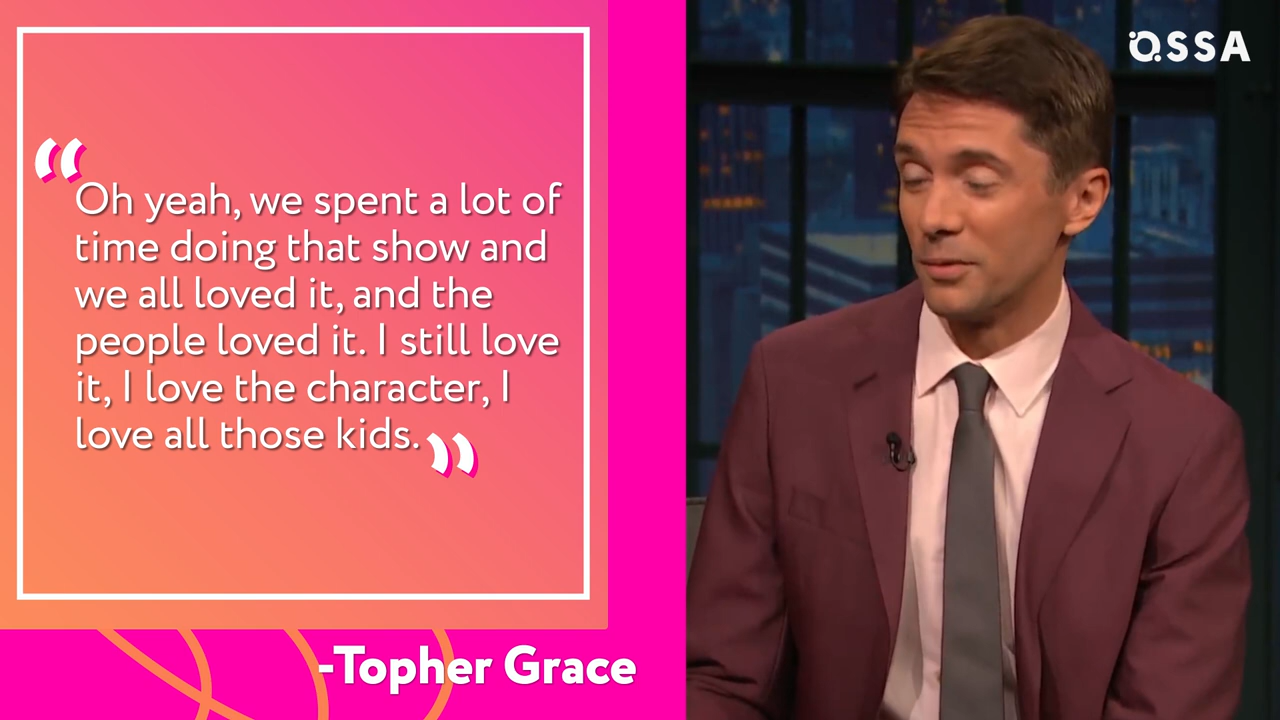 “
Oh yeah, we spent a lot of
time doing that show and
we all loved it, and the
people loved it. I still love
it, I love the character, I
love all those kids.”
-Topher Grace
OSSA